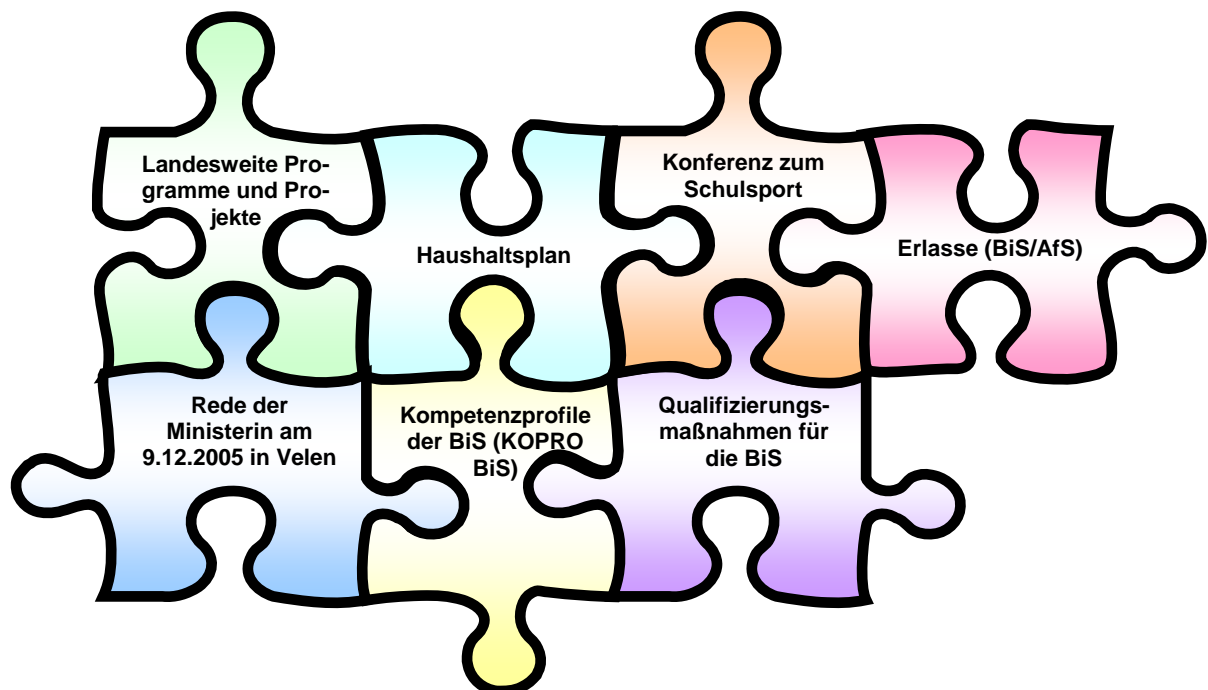 Landesweite Pro-
gramme und Pro-
jekte
Haushaltsplan
Konferenz zum
Schulsport
Erlasse (BiS/AfS)
Rede der
Ministerin am
9.12.2005 in Velen
Kompetenzprofile
der BiS (KOPRO
BiS)
Qualifizierungs-
maßnahmen für
die BiS